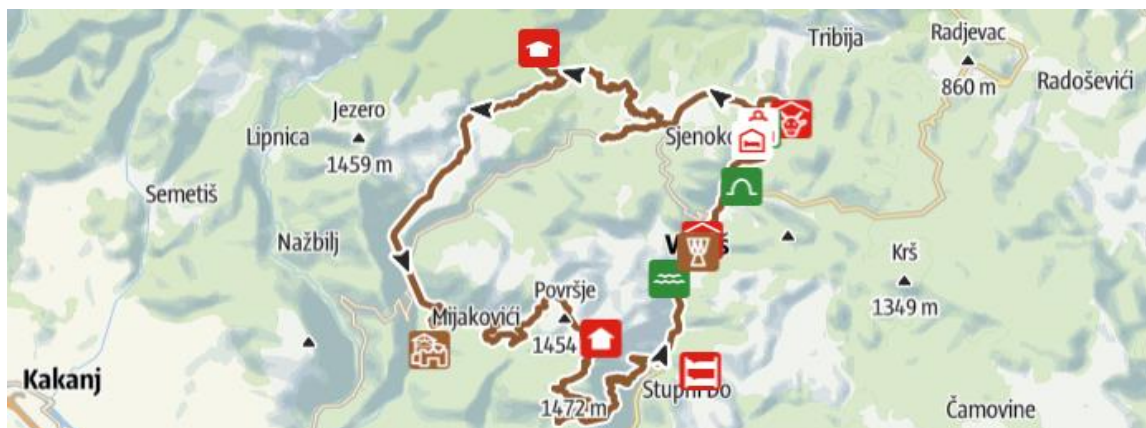 Tribija
Radjevac
860 m
Radoševići
Jezero
Lipnica
1459 m
Semetiš
Nažbilj
Krš
1349 m
Površje
Mijakovići
1454
Kakanj
1472 m
Čamovine